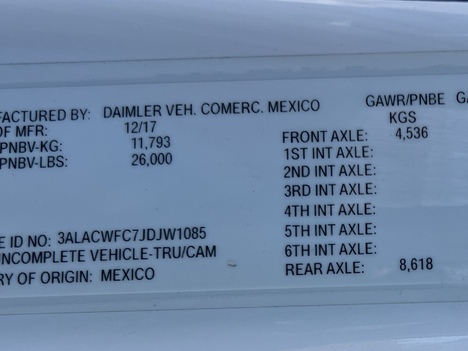 FACTURED BY: DAIMLER VEH. COMERC. MEXICO
OF MFR: 12/17
PNBV-KG: 11,793
PNBV-LBS: 26,000
E ID NO: 3ALACWFC7JDJW1085
INCOMPLETE VEHICLE-TRU/CAM
RY OF ORIGIN: MEXICO
GAWR/PNBE GA
KGS
FRONT AXLE: 4,536
1ST INT AXLE:
2ND INT AXLE:
3RD INT AXLE:
4TH INT AXLE:
5TH INT AXLE:
6TH INT AXLE:
REAR AXLE: 8,618